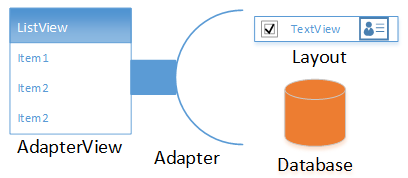 ListView
Item1
Item2
Item2
AdapterView
Adapter
TextView
Layout
Database